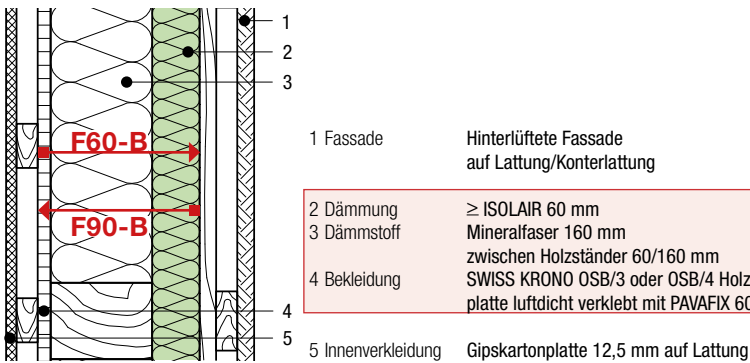 1
2
3
F60-B
F90-B
4
5
1 Fassade Hinterlüftete Fassade
auf Lattung/Konterlattung
2 Dämmung ≥ ISOLAIR 60 mm
3 Dämmstoff Mineralfaser 160 mm
zwischen Holzständer 60/160 mm
4 Bekleidung SWISS KRONO OSB/3 oder OSB/4 Holz
platte luftdicht verklebt mit PAVAFIX 60
5 Innenverkleidung Gipskartonplatte 12,5 mm auf Lattung